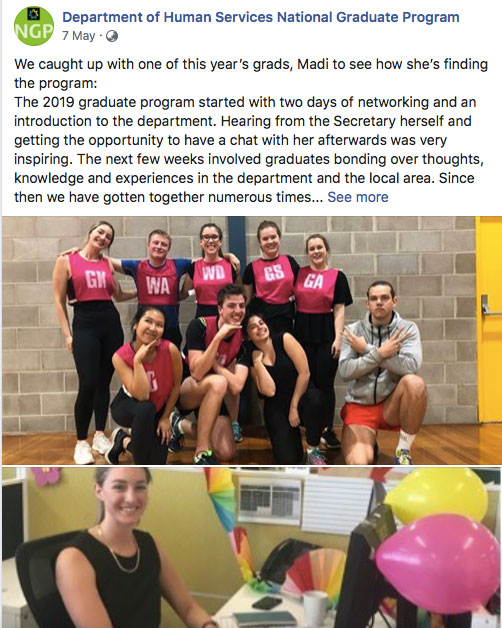 NGP
Department of Human Services National Graduate Program
7 May ·
We caught up with one of this year's grads, Madi to see how she's finding
the program:
The 2019 graduate program started with two days of networking and an
introduction to the department. Hearing from the Secretary herself and
getting the opportunity to have a chat with her afterwards was very
inspiring. The next few weeks involved graduates bonding over thoughts,
knowledge and experiences in the department and the local area. Since
then we have gotten together numerous times... See more
GK
WA
WD
GS
GA